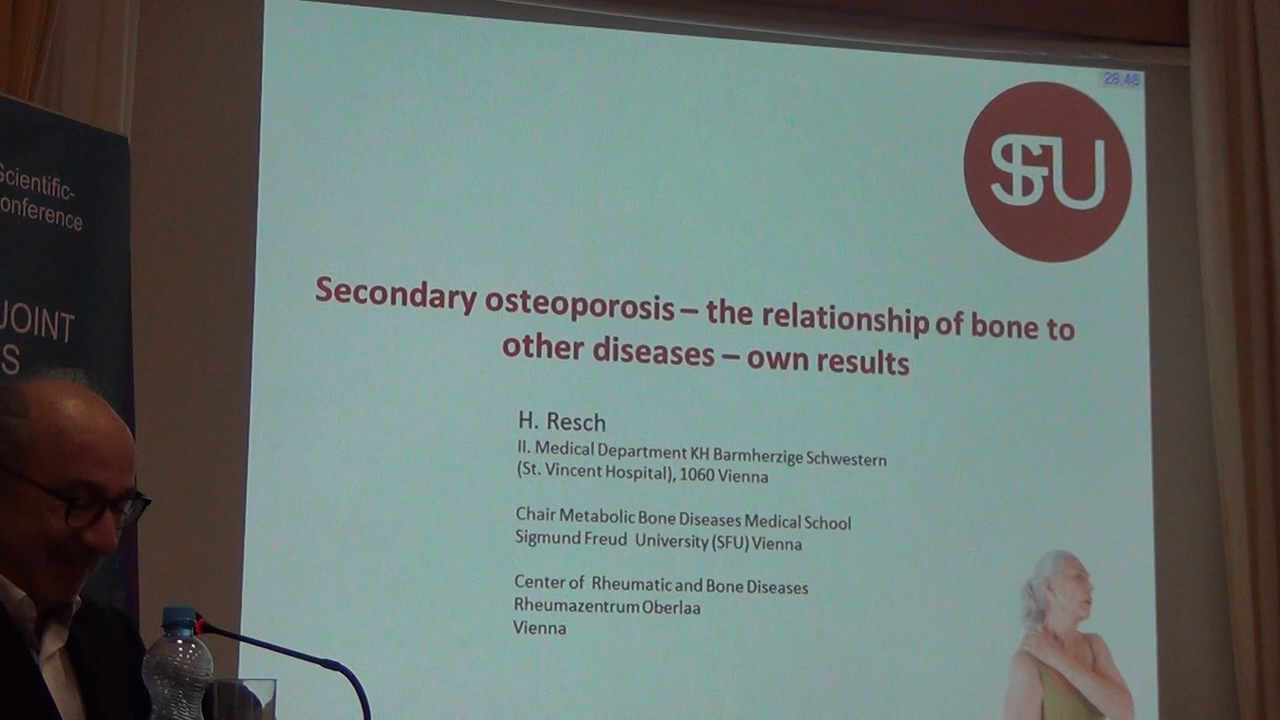 Scientific-
onference
JOINT
S
28:46
SFU
Secondary osteoporosis – the relationship of bone to
other diseases – own results
H. Resch
II. Medical Department KH Barmherzige Schwestern
(St. Vincent Hospital), 1060 Vienna
Chair Metabolic Bone Diseases Medical School
Sigmund Freud University (SFU) Vienna
Center of Rheumatic and Bone Diseases
Rheumazentrum Oberlaa
Vienna